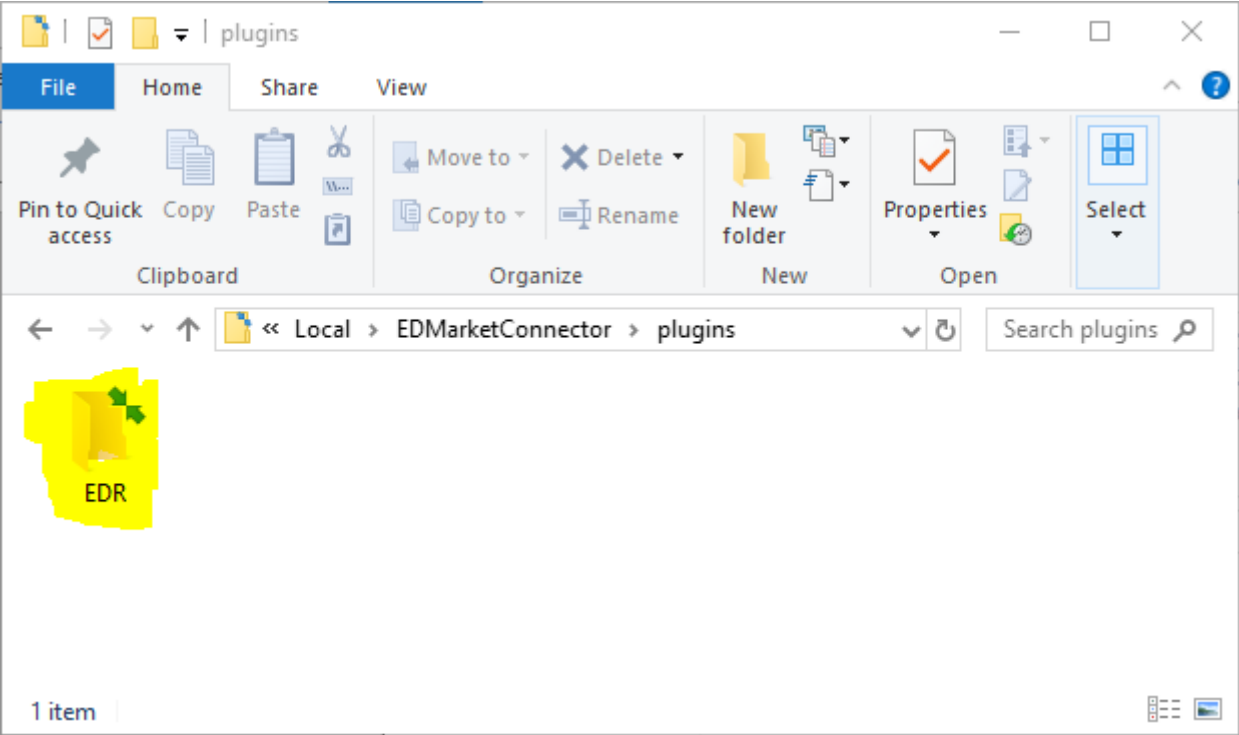 plugins
File Home Share View
Pin to Quick access
Copy
Paste
Move to
Copy to
Delete
Rename
New folder
Properties
Select
Clipboard Organize New Open
« Local > EDMarketConnector > plugins
Search plugins
EDR
1 item